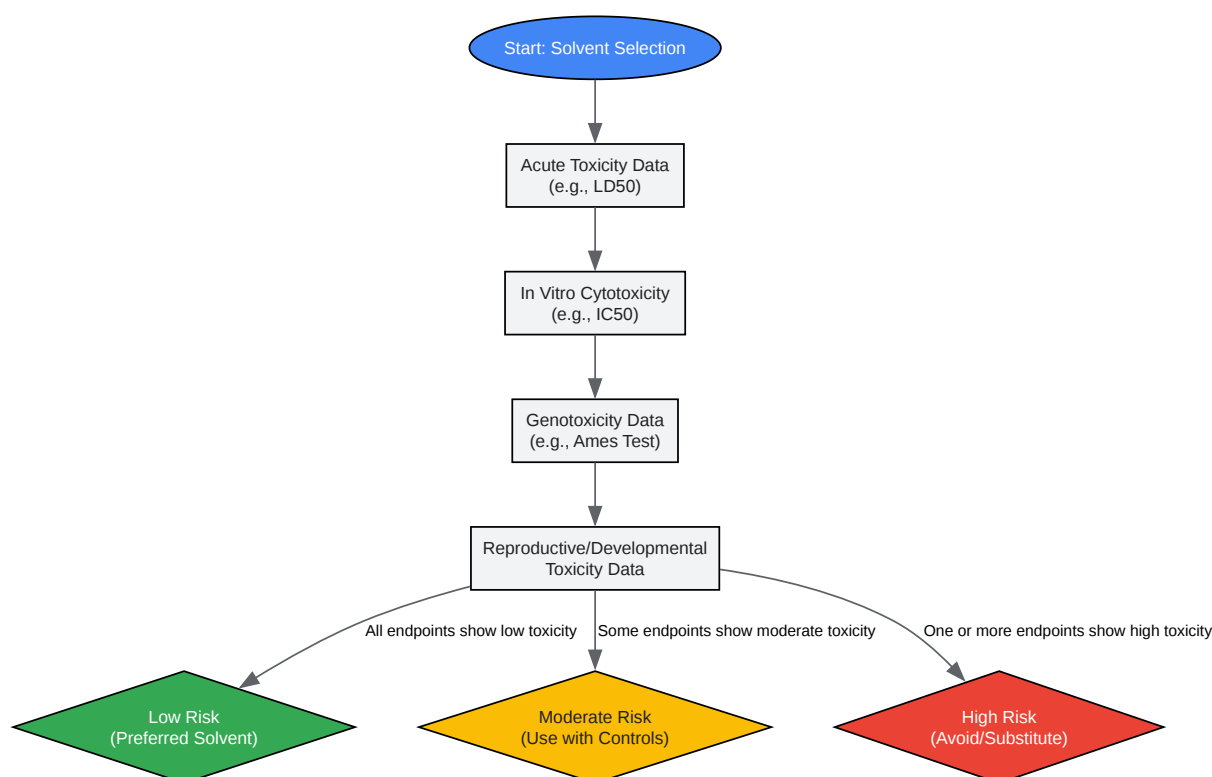 Start: Solvent Selection
Acute Toxicity Data
(e.g., LD50)
In Vitro Cytotoxicity
(e.g., IC50)
Genotoxicity Data
(e.g., Ames Test)
Reproductive/Developmental
Toxicity Data
All endpoints show low toxicity
Some endpoints show moderate toxicity
One or more endpoints show high toxicity
Low Risk
(Preferred Solvent)
Moderate Risk
(Use with Controls)
High Risk
(Avoid/Substitute)